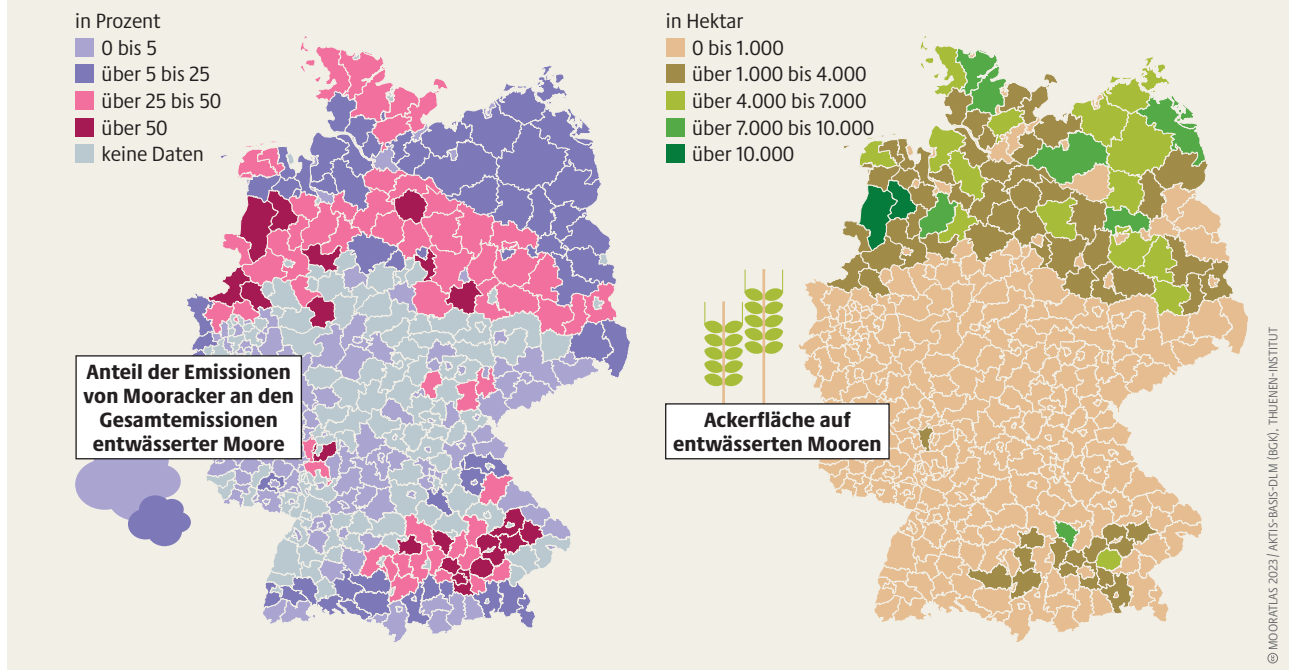 in Prozent
0 bis 5
über 5 bis 25
über 25 bis 50
über 50
keine Daten
Anteil der Emissionen
von Mooracker an den
Gesamtemissionen
entwässerter Moore
in Hektar
0 bis 1.000
über 1.000 bis 4.000
über 4.000 bis 7.000
über 7.000 bis 10.000
über 10.000
Ackerfläche auf
entwässerten Mooren
© MOORATLAS 2023 / AKTIS-BASIS-DLM (BGK), THUENEN-INSTITUT